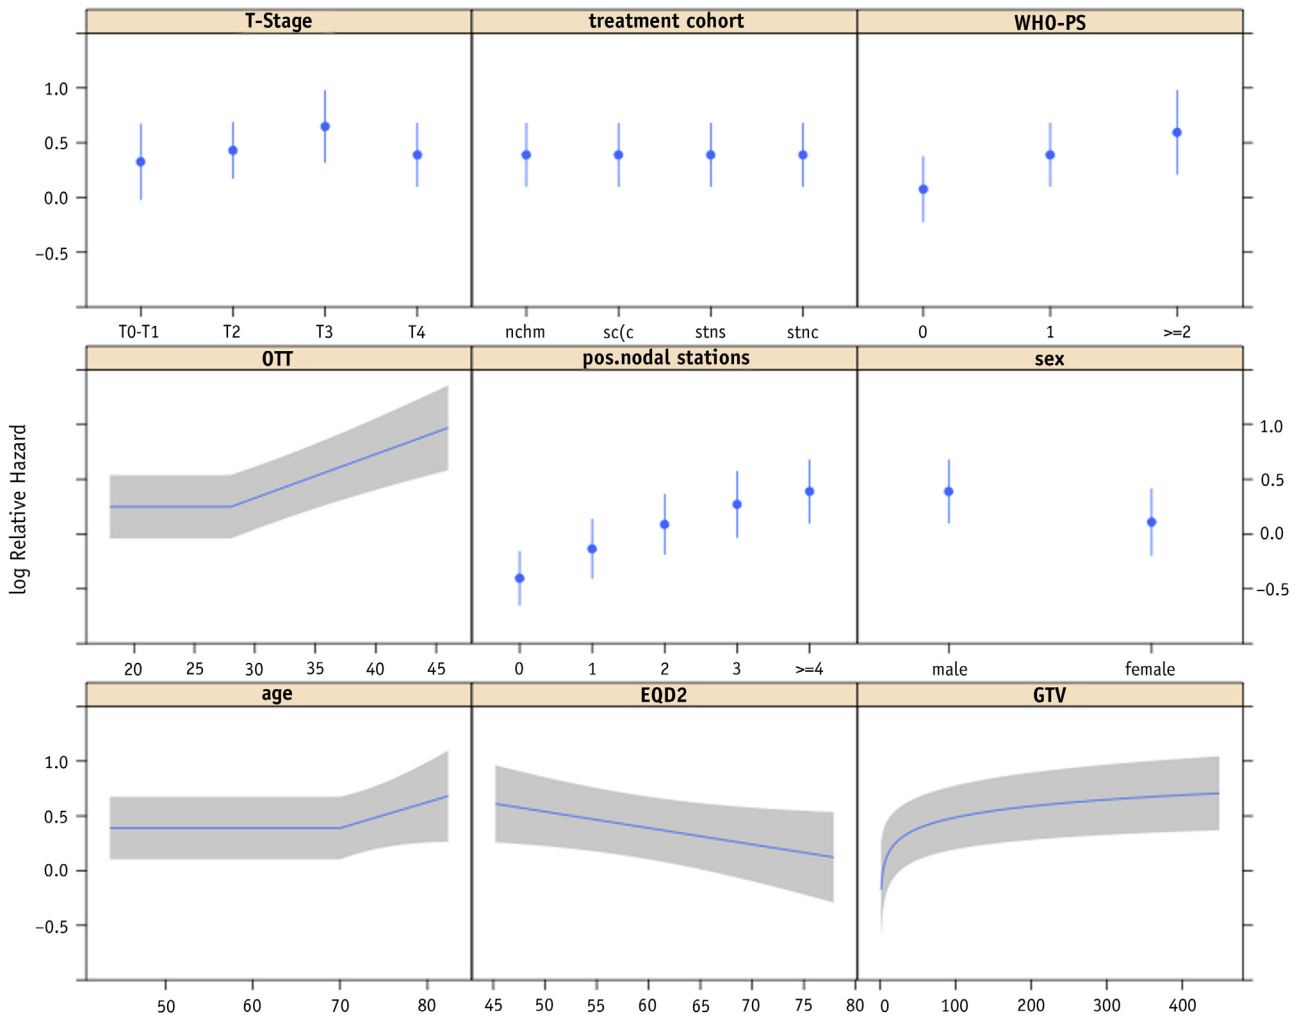 T-Stage treatment cohort WHO-PS
1.0
0.5
0.0
−0.5
T0-T1 T2 T3 T4 nchm sc(c stns stnc 0 1 >=2
OTT pos.nodal stations sex
log Relative Hazard
1.0
0.5
0.0
−0.5
20 25 30 35 40 45 0 1 2 3 >=4 male female
age EQD2 GTV
1.0
0.5
0.0
−0.5
50 60 70 80 45 50 55 60 65 70 75 80 0 100 200 300 400